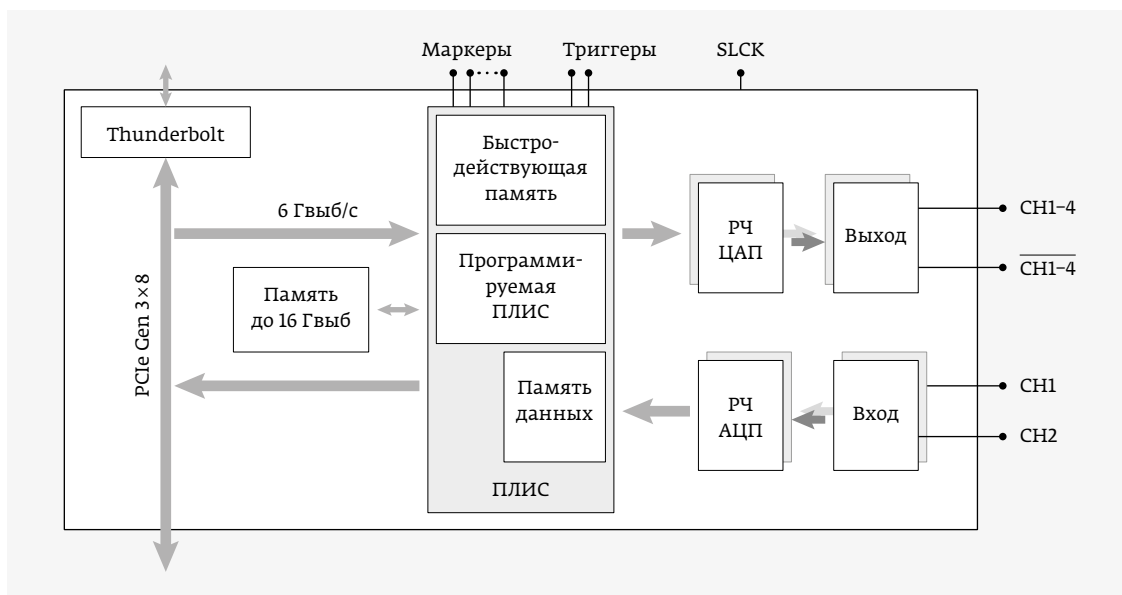 Маркеры
Триггеры
SLCK
Thunderbolt
Быстро-
действующая
память
6 Гвыб/с
РЧ
ЦАП
Выход
CH1–4
CH1–4
Программи-
руемая
ПЛИС
Память
до 16 Гвыб
PCIe Gen 3×8
Память
данных
РЧ
АЦП
Вход
CH1
CH2
ПЛИС